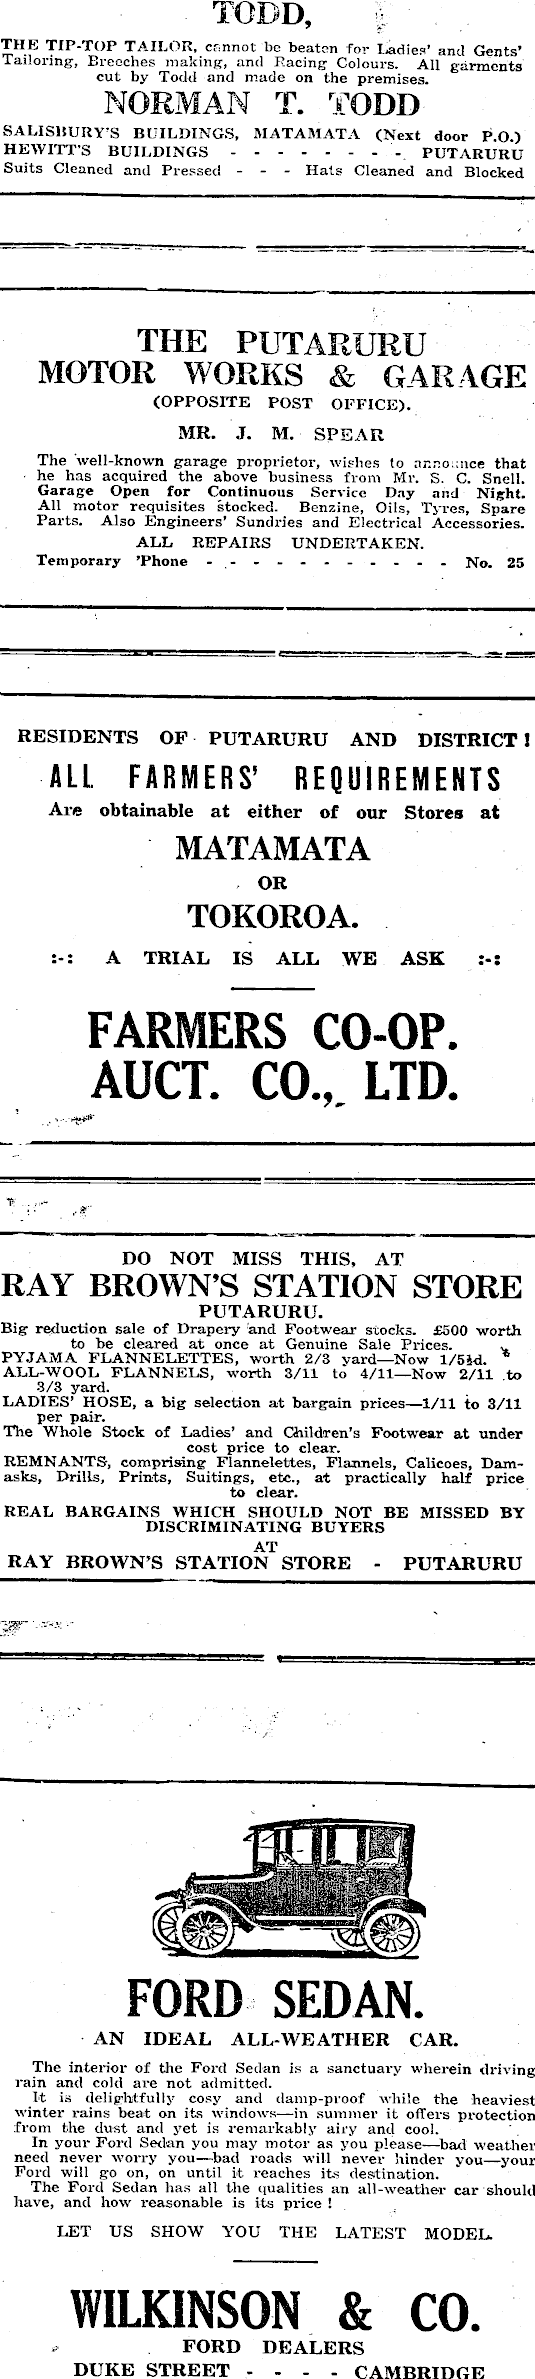 TODD,
THE TIP-TOP TAILOR, cannot be beaten for Ladies' and Gents'
Tailoring, Breeches making, and Racing Colours. All garments
cut by Todd and made on the premises.
NORMAN T. TODD
SALISBURY'S BUILDINGS, MATAMATA (Next door P.O.)
HEWITT'S BUILDINGS - - - - - - - - PUTARURU
Suits Cleaned and Pressed - - - Hats Cleaned and Blocked
THE PUTARURU
MOTOR WORKS & GARAGE
(OPPOSITE POST OFFICE).
MR. J. M. SPEAR
The well-known garage proprietor, wishes to announce that
he has acquired the above business from Mr. S. C. Snell.
Garage Open for Continuous Service Day and Night.
All motor requisites stocked. Benzine, Oils, Tyres, Spare
Parts. Also Engineers' Sundries and Electrical Accessories.
ALL REPAIRS UNDERTAKEN.
Temporary 'Phone - - - - - - - - - - - - No. 25
RESIDENTS OF PUTARURU AND DISTRICT!
ALL FARMERS' REQUIREMENTS
Are obtainable at either of our Stores at
MATAMATA
OR
TOKOROA.
:-: A TRIAL IS ALL WE ASK :-:
FARMERS CO-OP.
AUCT. CO., LTD.
DO NOT MISS THIS, AT
RAY BROWN'S STATION STORE
PUTARURU.
Big reduction sale of Drapery and Footwear stocks. £500 worth
to be cleared at once at Genuine Sale Prices.
PYJAMA FLANNELETTES, worth 2/3 yard—Now 1/5½d.
ALL-WOOL FLANNELS, worth 3/11 to 4/11—Now 2/11 to
3/3 yard.
LADIES' HOSE, a big selection at bargain prices—1/11 to 3/11
per pair.
The Whole Stock of Ladies' and Children's Footwear at under
cost price to clear.
REMNANTS, comprising Flannelettes, Flannels, Calicoes, Dam-
asks, Drills, Prints, Suitings, etc., at practically half price
to clear.
REAL BARGAINS WHICH SHOULD NOT BE MISSED BY
DISCRIMINATING BUYERS
AT
RAY BROWN'S STATION STORE - PUTARURU
FORD SEDAN.
AN IDEAL ALL-WEATHER CAR.
The interior of the Ford Sedan is a sanctuary wherein driving
rain and cold are not admitted.
It is delightfully cosy and damp-proof while the heaviest
winter rains beat on its windows—in summer it offers protection
from the dust and yet is remarkably airy and cool.
In your Ford Sedan you may motor as you please—bad weather
need never worry you—bad roads will never hinder you—your
Ford will go on, on until it reaches its destination.
The Ford Sedan has all the qualities an all-weather car should
have, and how reasonable is its price!
LET US SHOW YOU THE LATEST MODEL.
WILKINSON & CO.
FORD DEALERS
DUKE STREET - - - - CAMBRIDGE